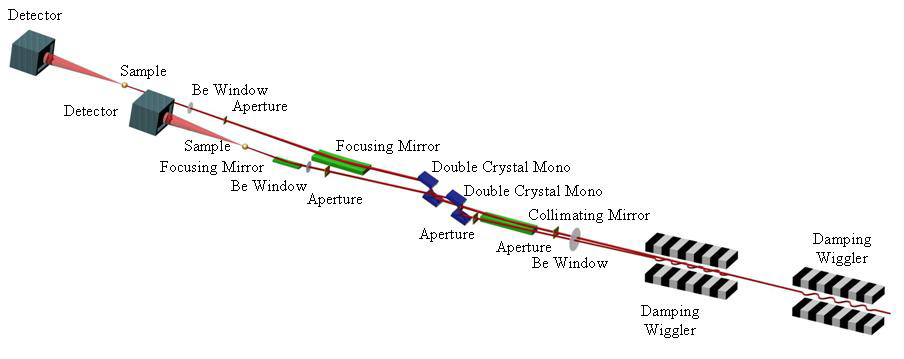 Detector
Sample
Be Window
Aperture
Detector
Sample
Focusing Mirror
Focusing Mirror
Be Window
Aperture
Double Crystal Mono
Double Crystal Mono
Collimating Mirror
Aperture
Aperture
Be Window
Damping
Wiggler
Damping
Wiggler